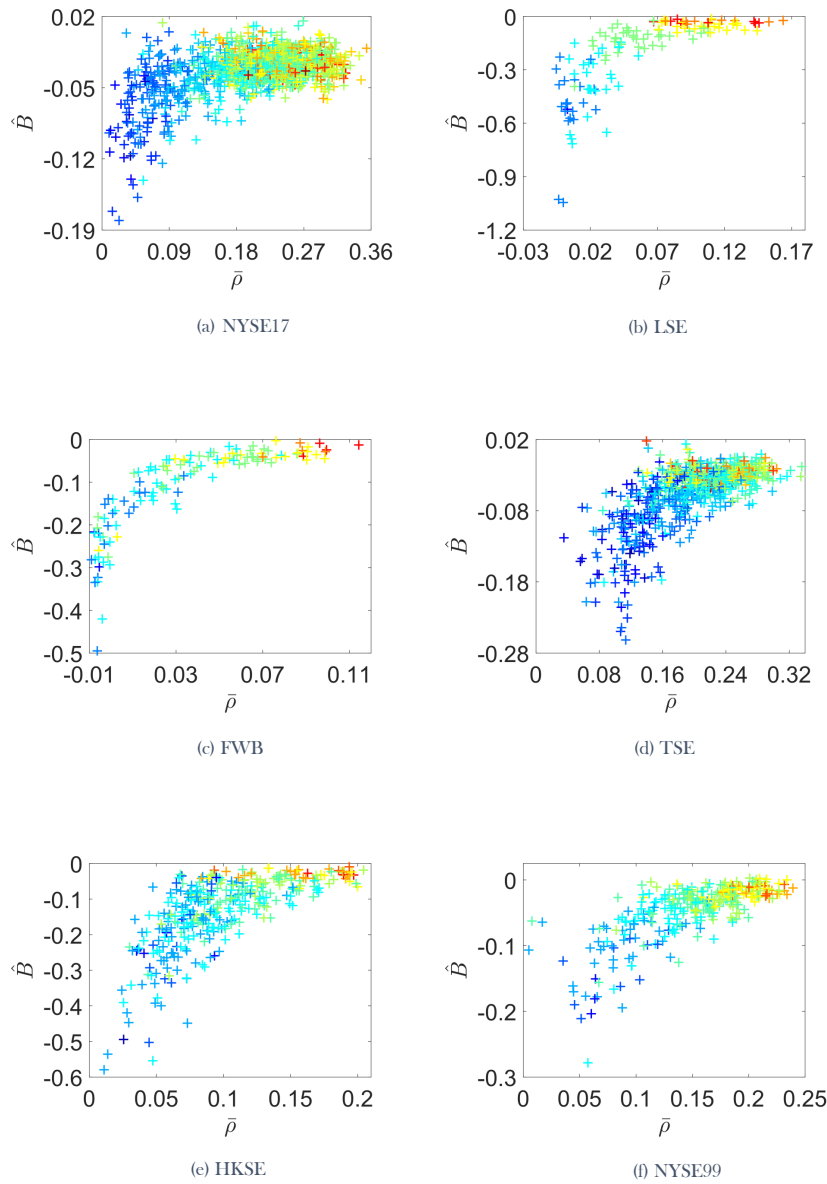 0.02
-0.05
-0.12
-0.19
B̂
0 0.09 0.18 0.27 0.36
ρ̄
(a) NYSE17
0
-0.3
-0.6
-0.9
-1.2
B̂
-0.03 0.02 0.07 0.12 0.17
ρ̄
(b) LSE
0
-0.1
-0.2
-0.3
-0.4
-0.5
B̂
-0.01 0.03 0.07 0.11
ρ̄
(c) FWB
0.02
-0.08
-0.18
-0.28
B̂
0 0.08 0.16 0.24 0.32
ρ̄
(d) TSE
0
-0.1
-0.2
-0.3
-0.4
-0.5
-0.6
B̂
0 0.05 0.1 0.15 0.2
ρ̄
(e) HKSE
0
-0.1
-0.2
-0.3
B̂
0 0.05 0.1 0.15 0.2 0.25
ρ̄
(f) NYSE99